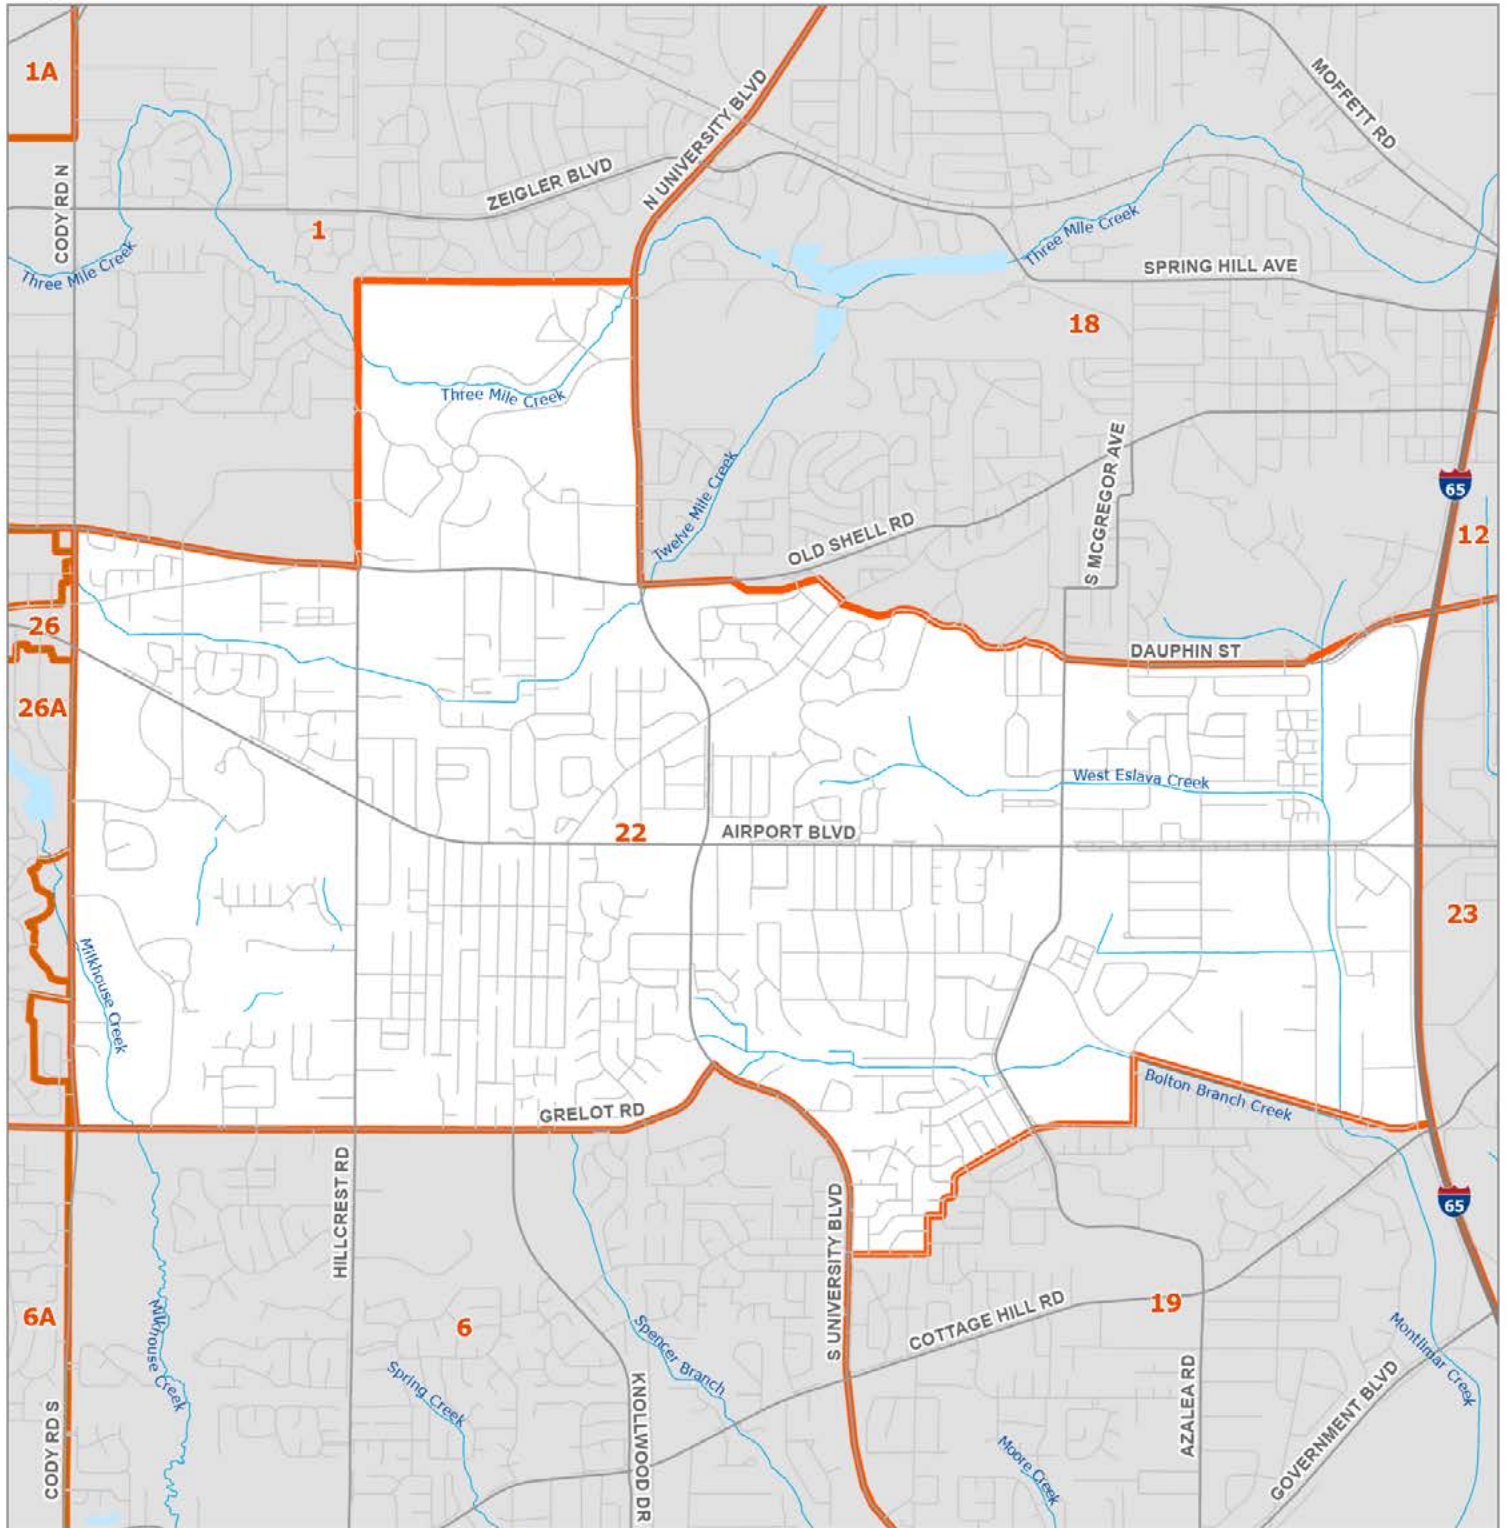 1A
MOFFETT RD
N UNIVERSITY BLVD
ZEIGLER BLVD
CODY RD N
1
Three Mile Creek
Three Mile Creek
SPRING HILL AVE
18
Three Mile Creek
S MCGREGOR AVE
Twelve Mile Creek
65
OLD SHELL RD
12
26
DAUPHIN ST
26A
West Eslava Creek
22
AIRPORT BLVD
23
Milkhouse Creek
Bolton Branch Creek
GRELOT RD
HILLCREST RD
S UNIVERSITY BLVD
65
6A
6
19
COTTAGE HILL RD
Milkhouse Creek
Spencer Branch
Montlimar Creek
Spring Creek
KNOLLWOOD DR
AZALEA RD
GOVERNMENT BLVD
CODY RD S
Moore Creek